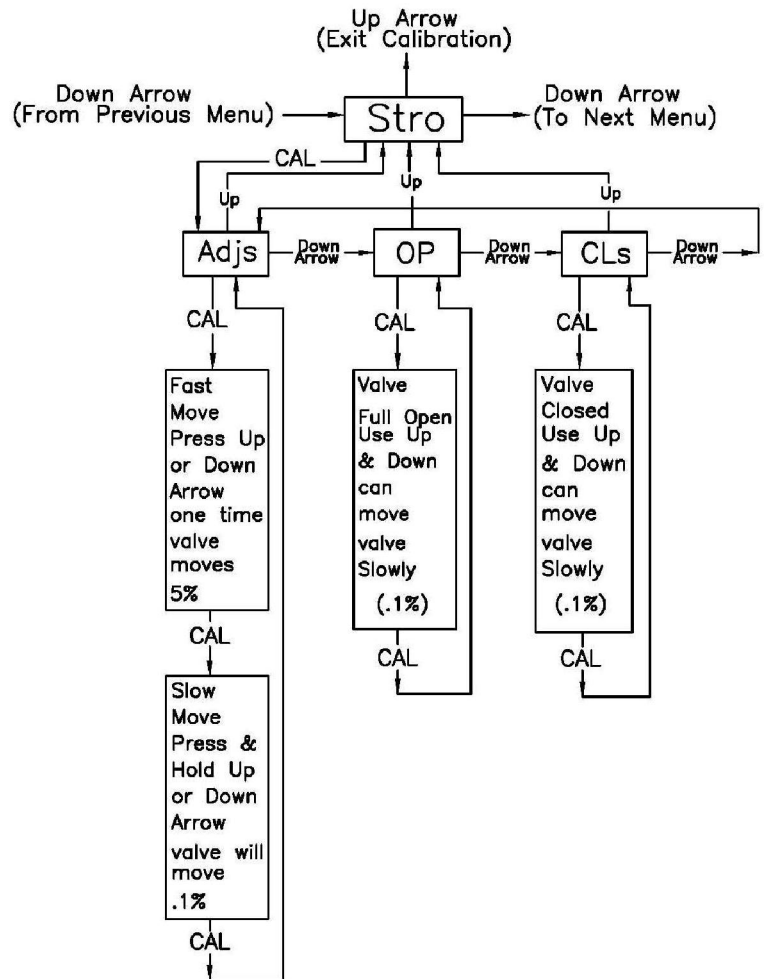 Up Arrow
(Exit Calibration)
Down Arrow
(From Previous Menu)
Stro
Down Arrow
(To Next Menu)
CAL
Up
Up
Up
Adjs
Down
Arrow
OP
Down
Arrow
CLs
Down
Arrow
CAL
CAL
CAL
Fast
Move
Press Up
or Down
Arrow
one time
valve
moves
5%
Valve
Full Open
Use Up
& Down
can
move
valve
Slowly
(.1%)
Valve
Closed
Use Up
& Down
can
move
valve
Slowly
(.1%)
CAL
CAL
CAL
Slow
Move
Press &
Hold Up
or Down
Arrow
valve will
move
.1%
CAL